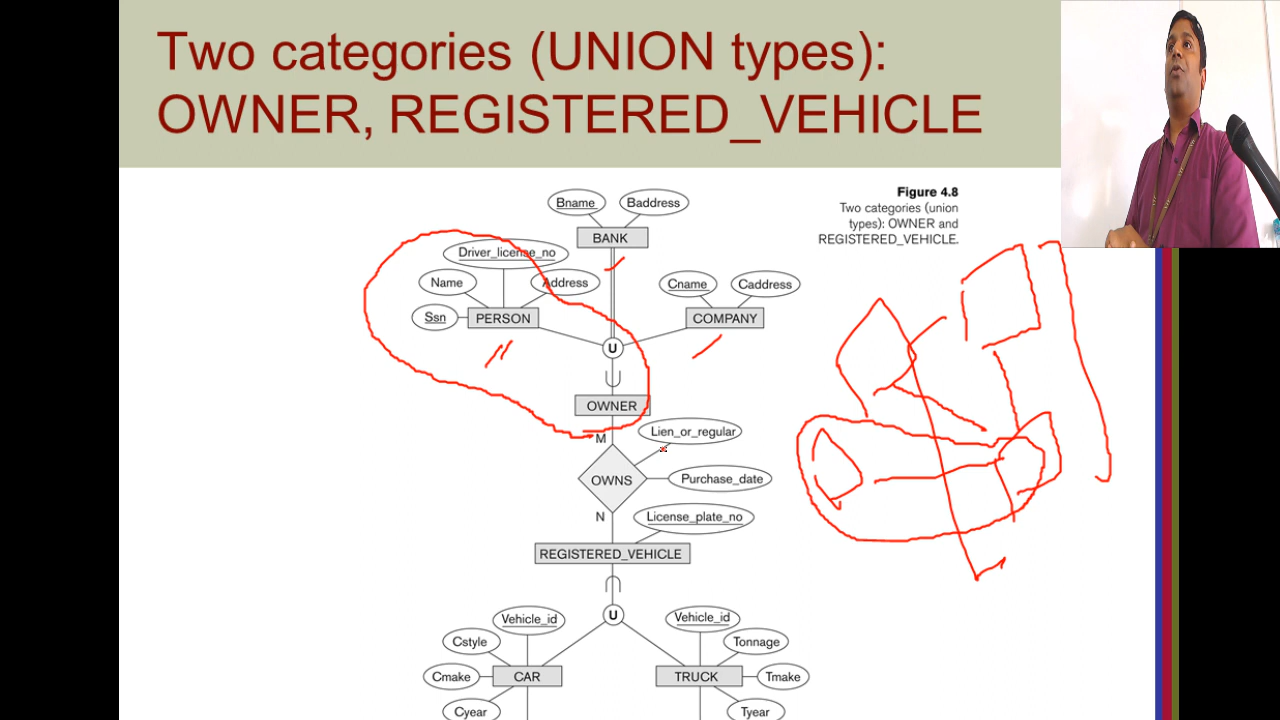 Two categories (UNION types):
OWNER, REGISTERED_VEHICLE
Figure 4.8
Two categories (union
types): OWNER and
REGISTERED_VEHICLE.
Bname
Baddress
BANK
Driver_license_no
Name
Address
Cname
Caddress
Ssn
PERSON
COMPANY
U
OWNER
M
Lien_or_regular
OWNS
Purchase_date
N
License_plate_no
REGISTERED_VEHICLE
U
Vehicle_id
Vehicle_id
Cstyle
Tonnage
Cmake
CAR
TRUCK
Tmake
Cyear
Tyear